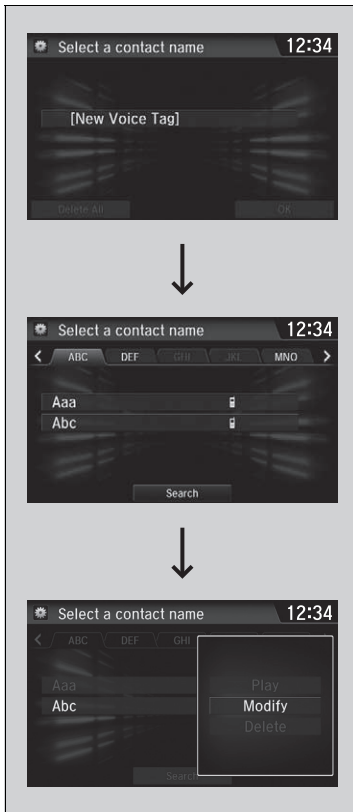 Select a contact name 12:34
[New Voice Tag]
Delete All OK
Select a contact name 12:34
ABC DEF GHI JKL MNO
Aaa
Abc
Search
Select a contact name 12:34
ABC DEF GHI
Aaa Play
Abc Modify
Delete
Search